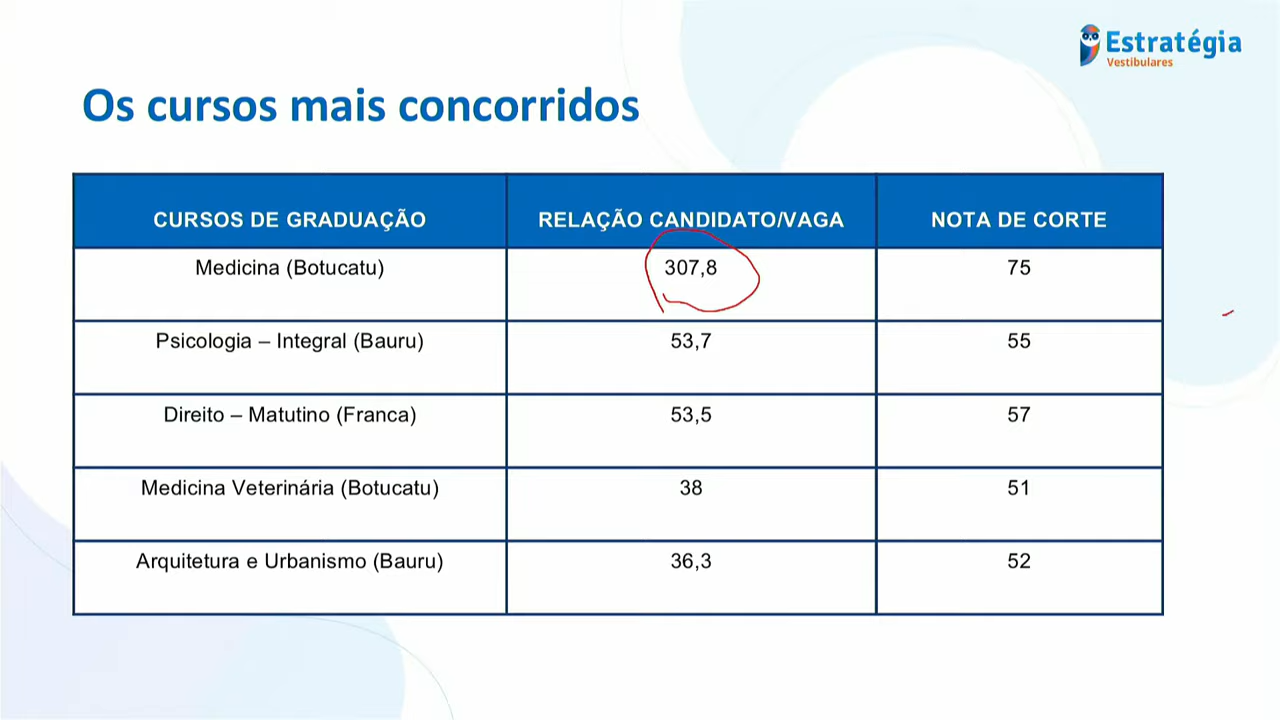 Estratégia
Vestibulares
Os cursos mais concorridos
CURSOS DE GRADUAÇÃO RELAÇÃO CANDIDATO/VAGA NOTA DE CORTE
Medicina (Botucatu) 307,8 75
Psicologia – Integral (Bauru) 53,7 55
Direito – Matutino (Franca) 53,5 57
Medicina Veterinária (Botucatu) 38 51
Arquitetura e Urbanismo (Bauru) 36,3 52